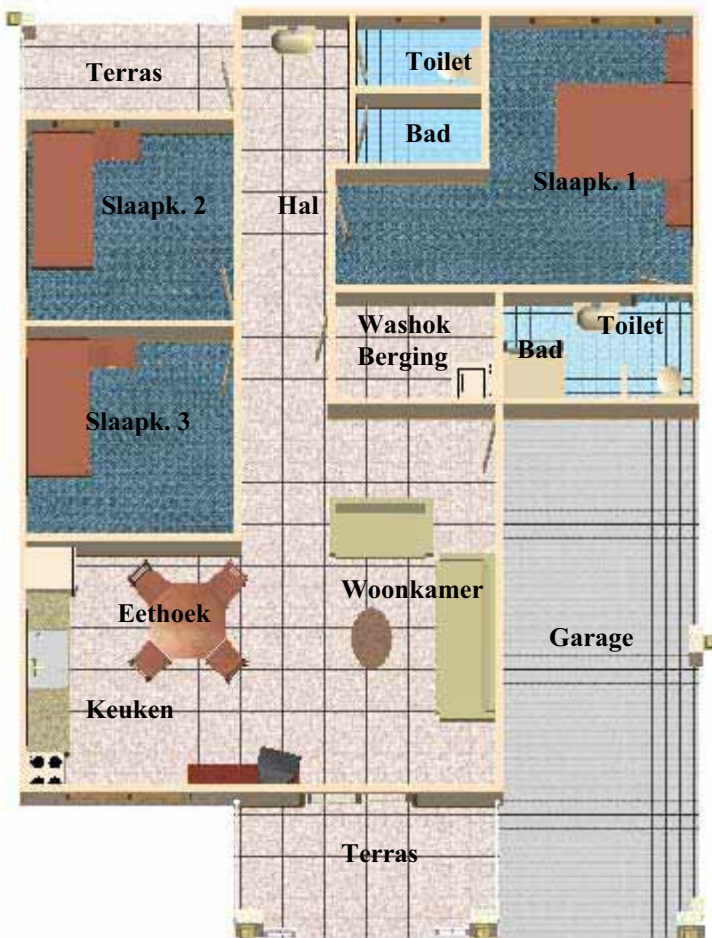 Terras
Toilet
Bad
Slaapk. 2
Hal
Slaapk. 1
Washok
Berging
Bad
Toilet
Slaapk. 3
Eethoek
Woonkamer
Garage
Keuken
Terras